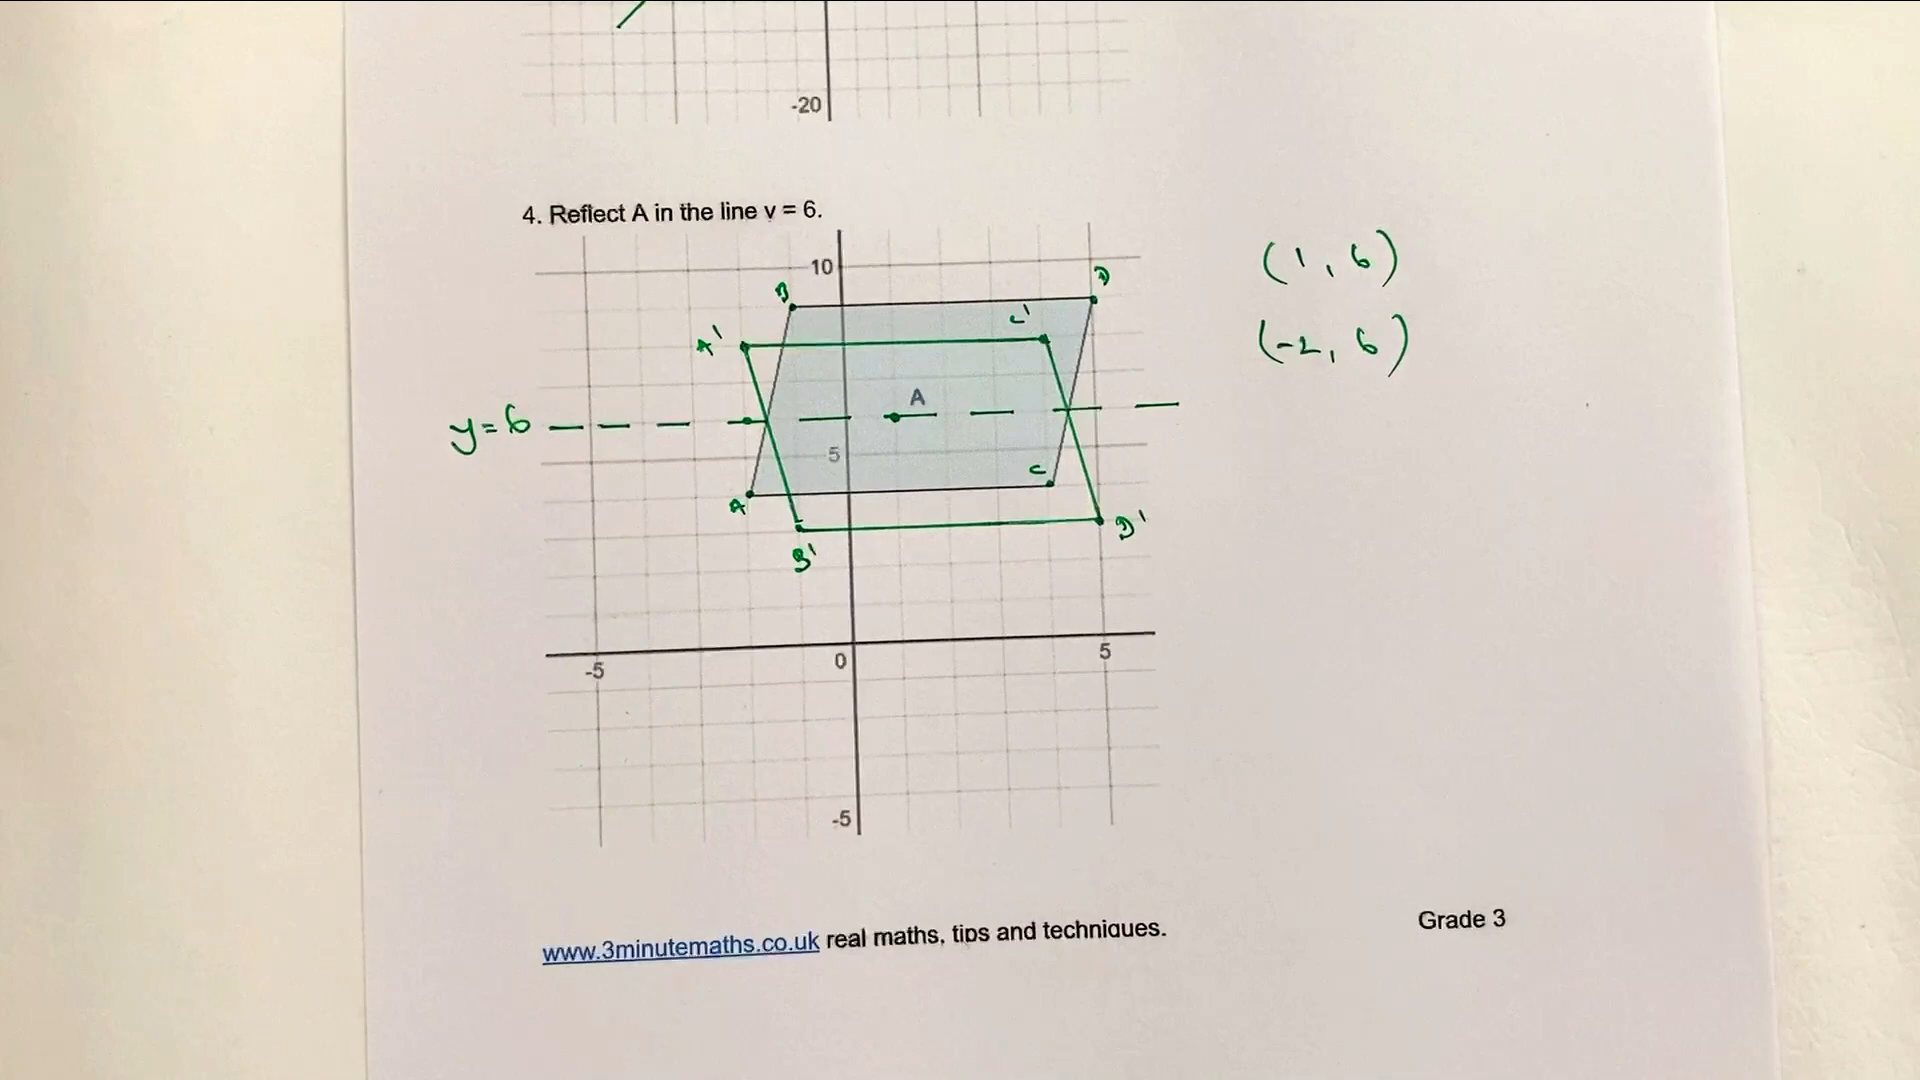 -20
4. Reflect A in the line y = 6.
10
B
D
A'
C'
(1, 6)
(-2, 6)
A
y=6
5
C
A
B'
D'
-5
0
5
-5
www.3minutemaths.co.uk real maths, tips and techniques.
Grade 3